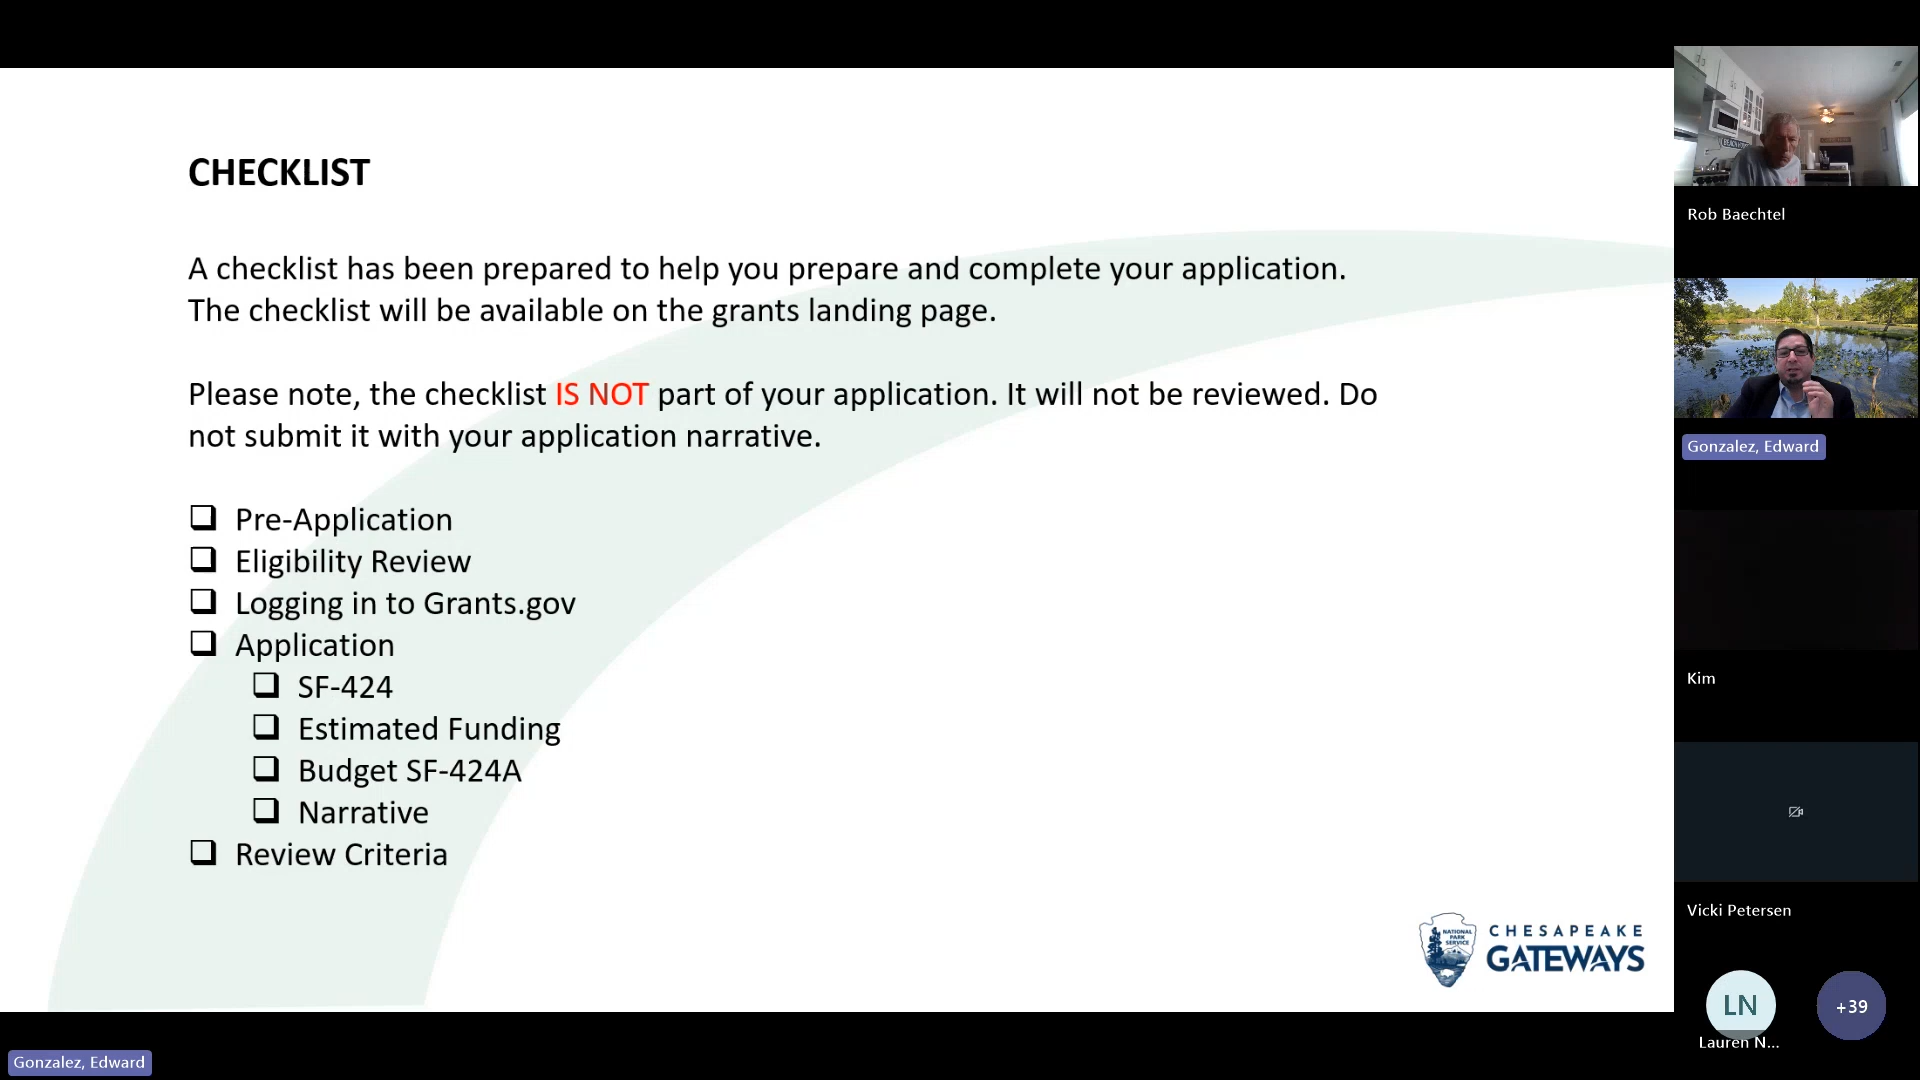 CHECKLIST
A checklist has been prepared to help you prepare and complete your application.
The checklist will be available on the grants landing page.
Please note, the checklist IS NOT part of your application. It will not be reviewed. Do
not submit it with your application narrative.
Pre-Application
Eligibility Review
Logging in to Grants.gov
Application
SF-424
Estimated Funding
Budget SF-424A
Narrative
Review Criteria
NATIONAL
PARK
SERVICE
CHESAPEAKE
GATEWAYS
Rob Baechtel
Gonzalez, Edward
Kim
Vicki Petersen
LN
+39
Lauren N...
Gonzalez, Edward